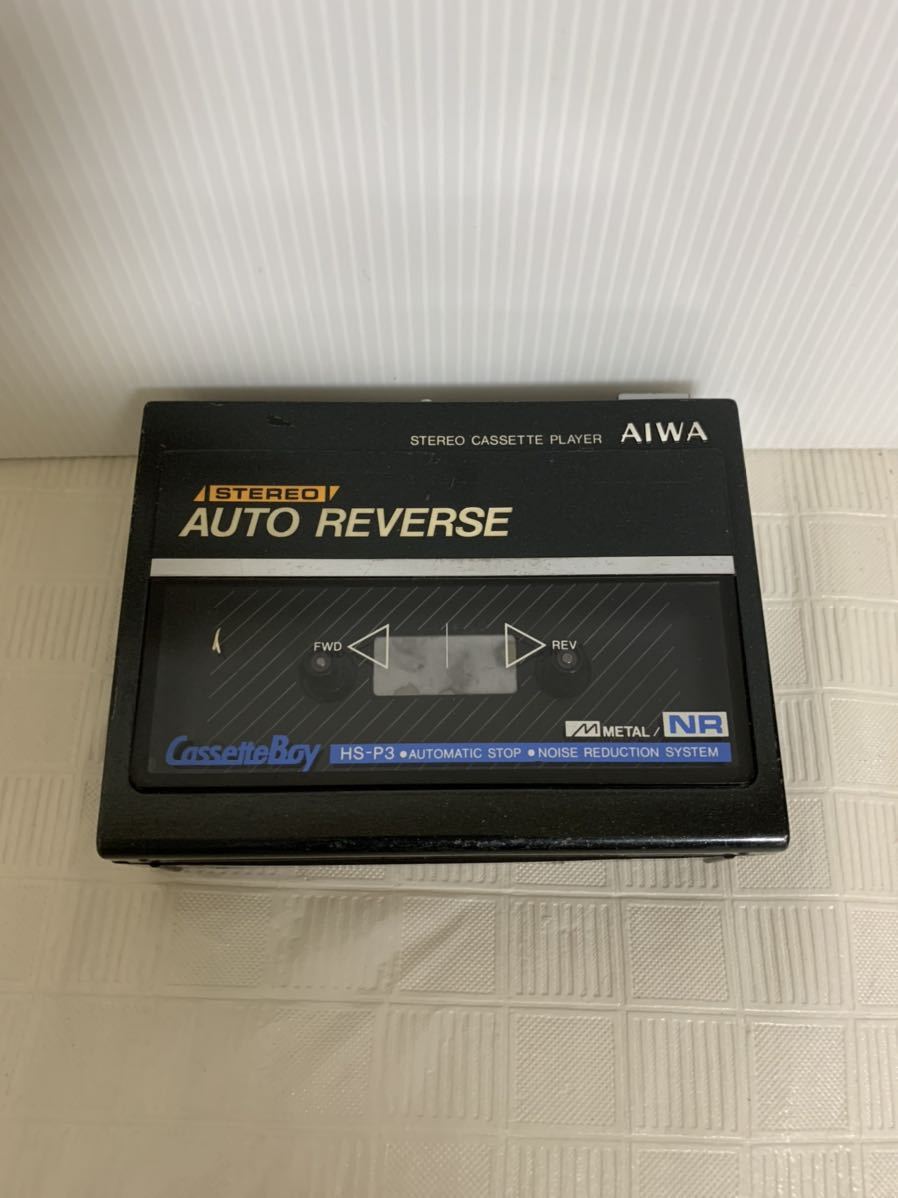 STEREO CASSETTE PLAYER AIWA
STEREO
AUTO REVERSE
FWD REV
METAL / NR
CassetteBoy HS-P3 •AUTOMATIC STOP •NOISE REDUCTION SYSTEM